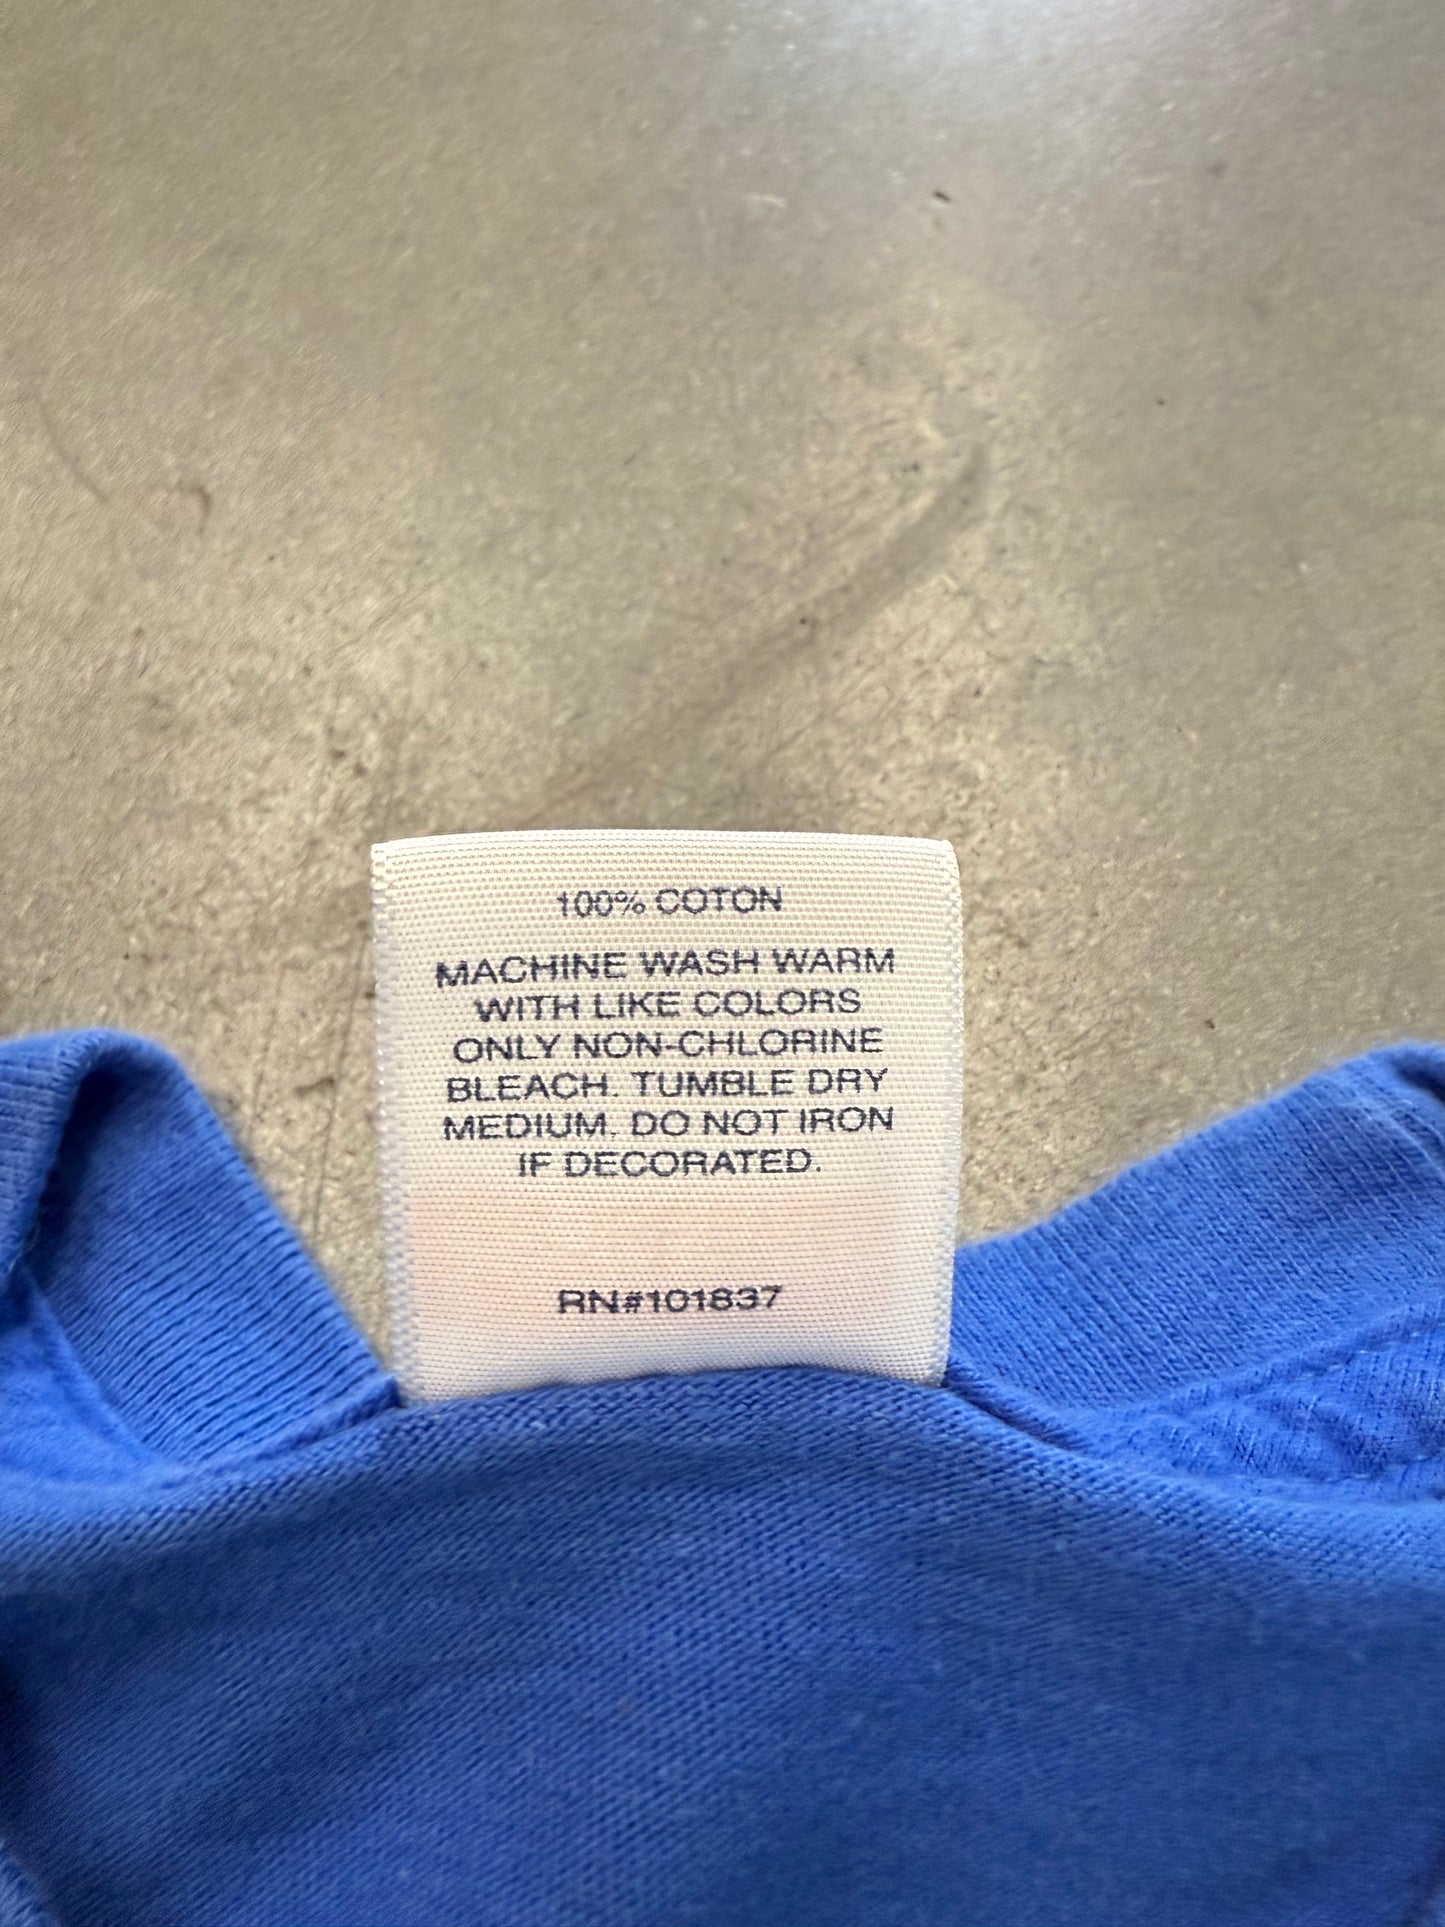 100% COTON
MACHINE WASH WARM
WITH LIKE COLORS
ONLY NON-CHLORINE
BLEACH. TUMBLE DRY
MEDIUM. DO NOT IRON
IF DECORATED.
RN#101837